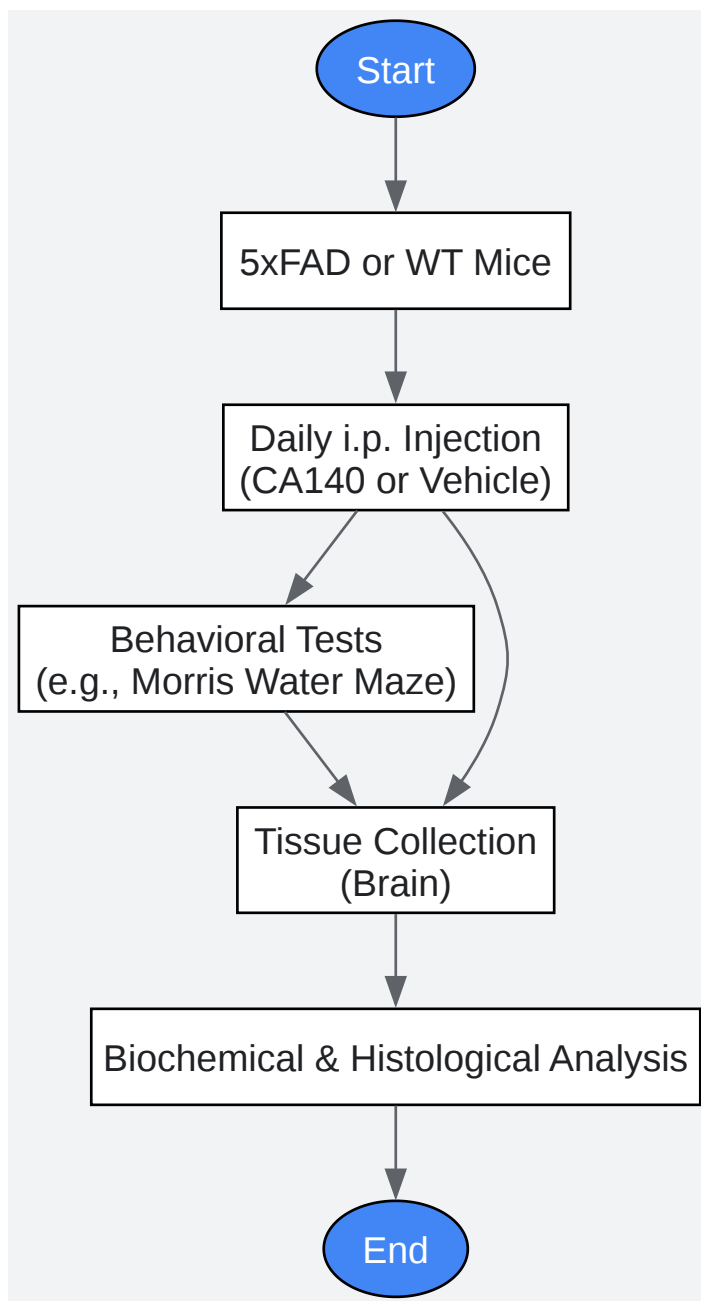 Start
5xFAD or WT Mice
Daily i.p. Injection
(CA140 or Vehicle)
Behavioral Tests
(e.g., Morris Water Maze)
Tissue Collection
(Brain)
Biochemical & Histological Analysis
End